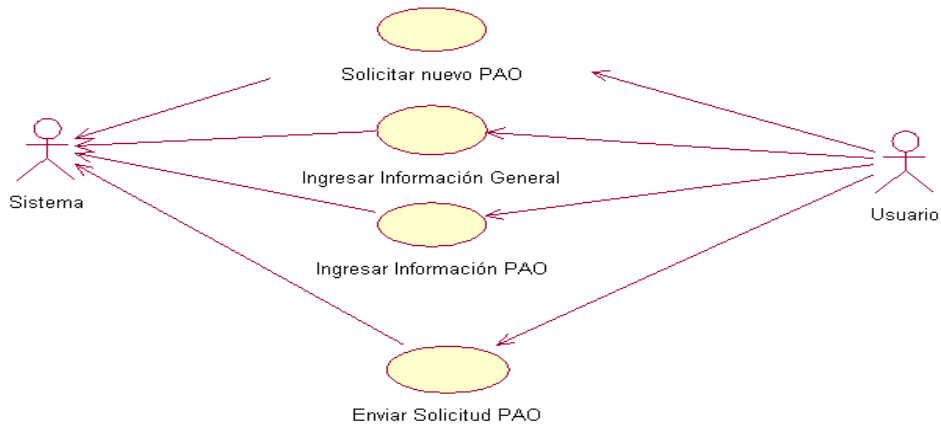 Solicitar nuevo PAO
Ingresar Información General
Sistema
Usuario
Ingresar Información PAO
Enviar Solicitud PAO